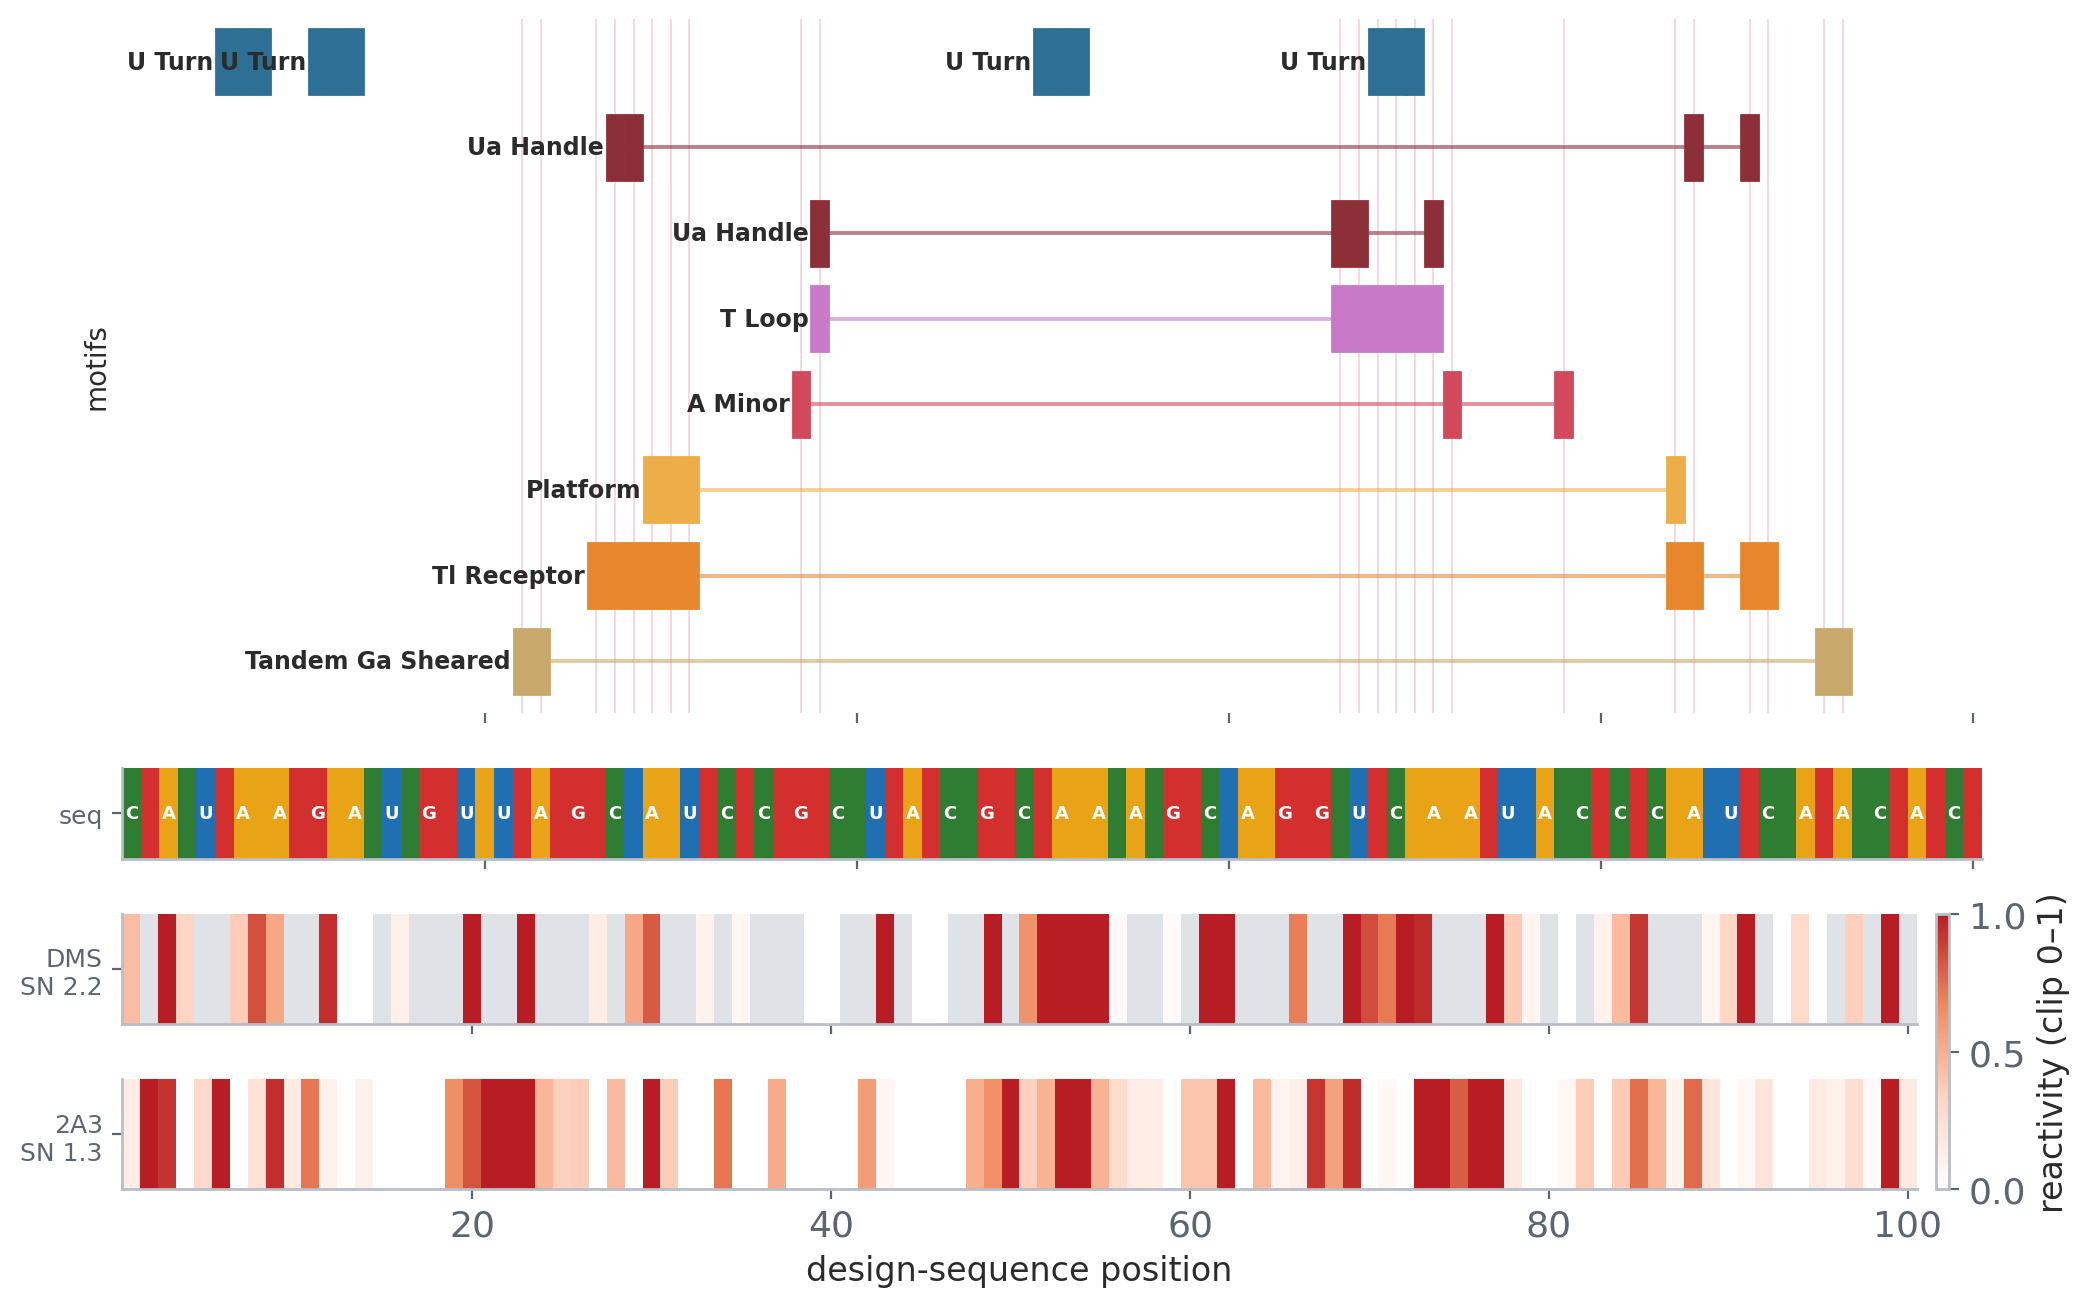 U Turn U Turn U Turn U Turn
Ua Handle
Ua Handle
T Loop
A Minor
Platform
Tl Receptor
Tandem Ga Sheared
motifs
seq C A U A A G A U G U U A G C A U C C G C U A C G C A A A G C A G G U C A A U A C C C A U C A A C A C
DMS
SN 2.2
2A3
SN 1.3
20 40 60 80 100
design-sequence position
1.0
0.5
0.0
reactivity (clip 0–1)